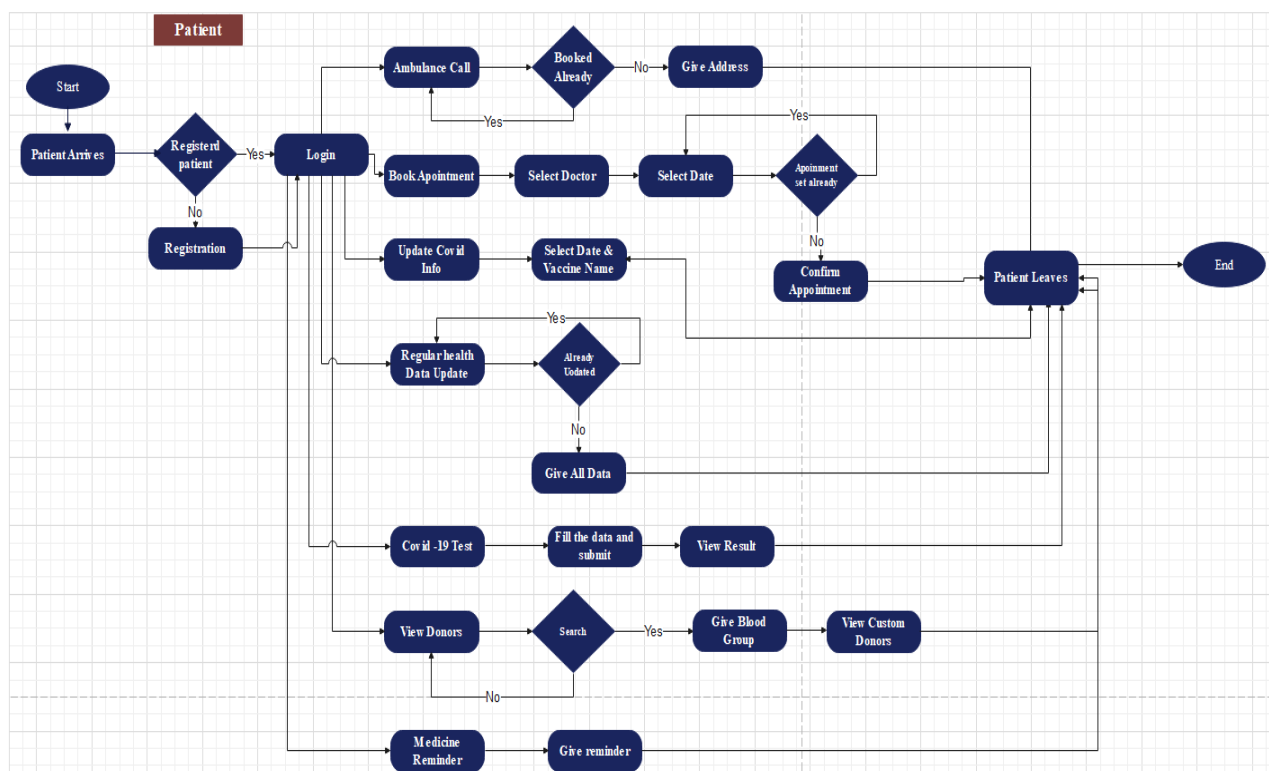 Patient
Start
Patient Arrives
Registerd
patient
Yes
No
Registration
Login
Ambulance Call
Booked
Already
No
Give Address
Yes
Book Apointment
Select Doctor
Select Date
Yes
Apoinment
set already
No
Confirm
Appointment
Update Covid
Info
Select Date &
Vaccine Name
Patient Leaves
End
Regular health
Data Update
Yes
Already
Uodated
No
Give All Data
Covid -19 Test
Fill the data and
submit
View Result
View Donors
Search
Yes
Give Blood
Group
View Custom
Donors
No
Medicine
Reminder
Give reminder